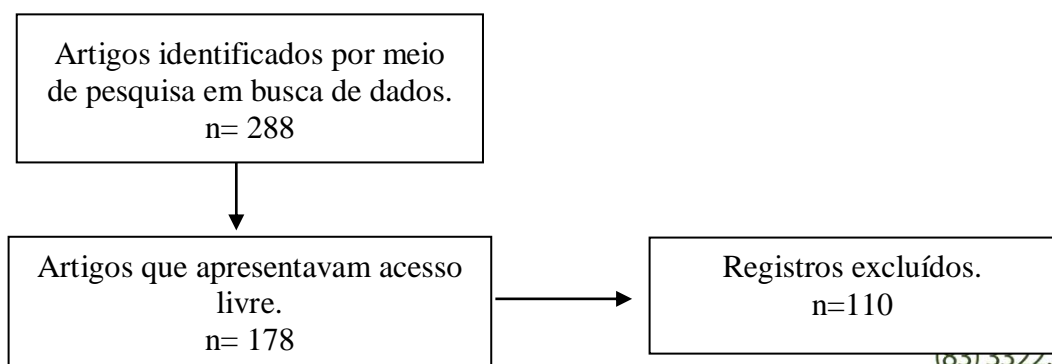 Artigos identificados por meio
de pesquisa em busca de dados.
n= 288
Artigos que apresentavam acesso
livre.
n= 178
Registros excluídos.
n=110